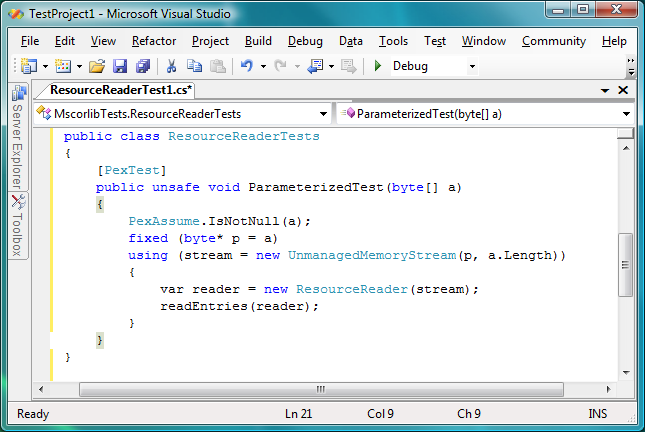 TestProject1 - Microsoft Visual Studio
File Edit View Refactor Project Build Debug Data Tools Test Window Community Help
Debug
Server Explorer
Toolbox
ResourceReaderTest1.cs*
MscorlibTests.ResourceReaderTests
ParameterizedTest(byte[] a)
public class ResourceReaderTests
{
[PexTest]
public unsafe void ParameterizedTest(byte[] a)
{
PexAssume.IsNotNull(a);
fixed (byte* p = a)
using (stream = new UnmanagedMemoryStream(p, a.Length))
{
var reader = new ResourceReader(stream);
readEntries(reader);
}
}
}
Ready Ln 21 Col 9 Ch 9 INS